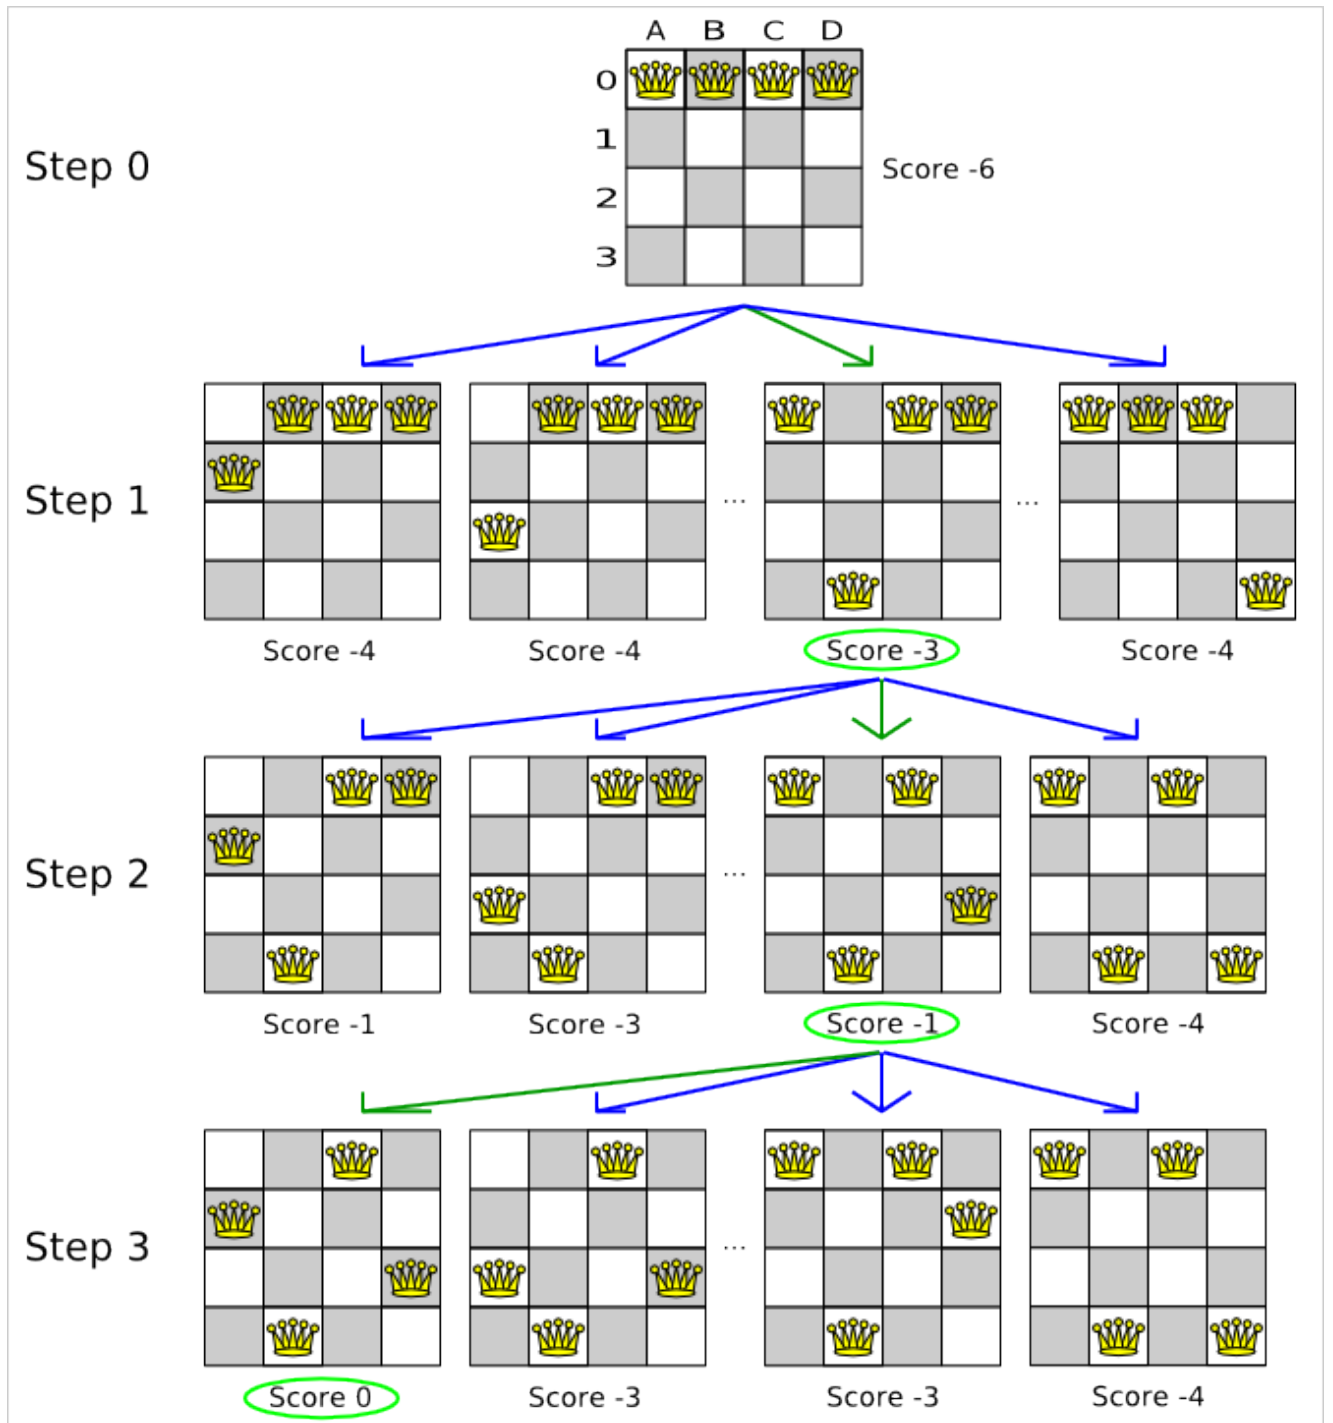 A B C D
0
1
Step 0
Score -6
2
3
Step 1
...
...
Score -4
Score -4
Score -3
Score -4
Step 2
...
Score -1
Score -3
Score -1
Score -4
Step 3
...
Score 0
Score -3
Score -3
Score -4